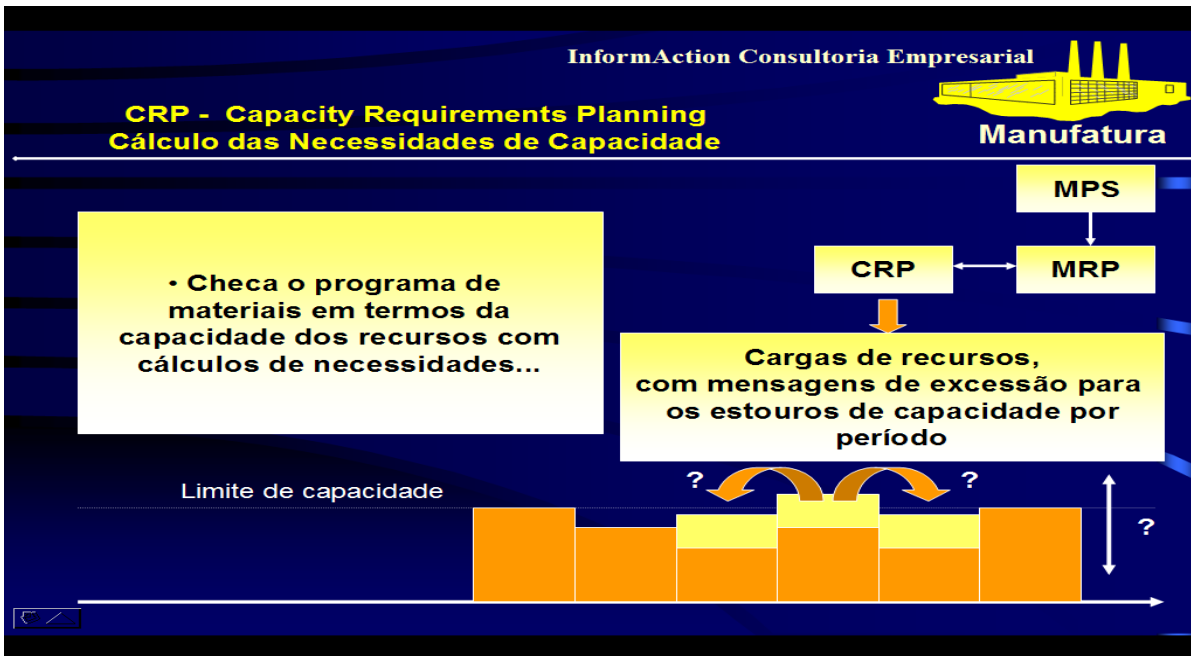 InformAction Consultoria Empresarial
CRP - Capacity Requirements Planning
Cálculo das Necessidades de Capacidade
Manufatura
MPS
CRP
MRP
• Checa o programa de
materiais em termos da
capacidade dos recursos com
cálculos de necessidades...
Cargas de recursos,
com mensagens de excessão para
os estouros de capacidade por
período
Limite de capacidade
?
?
?